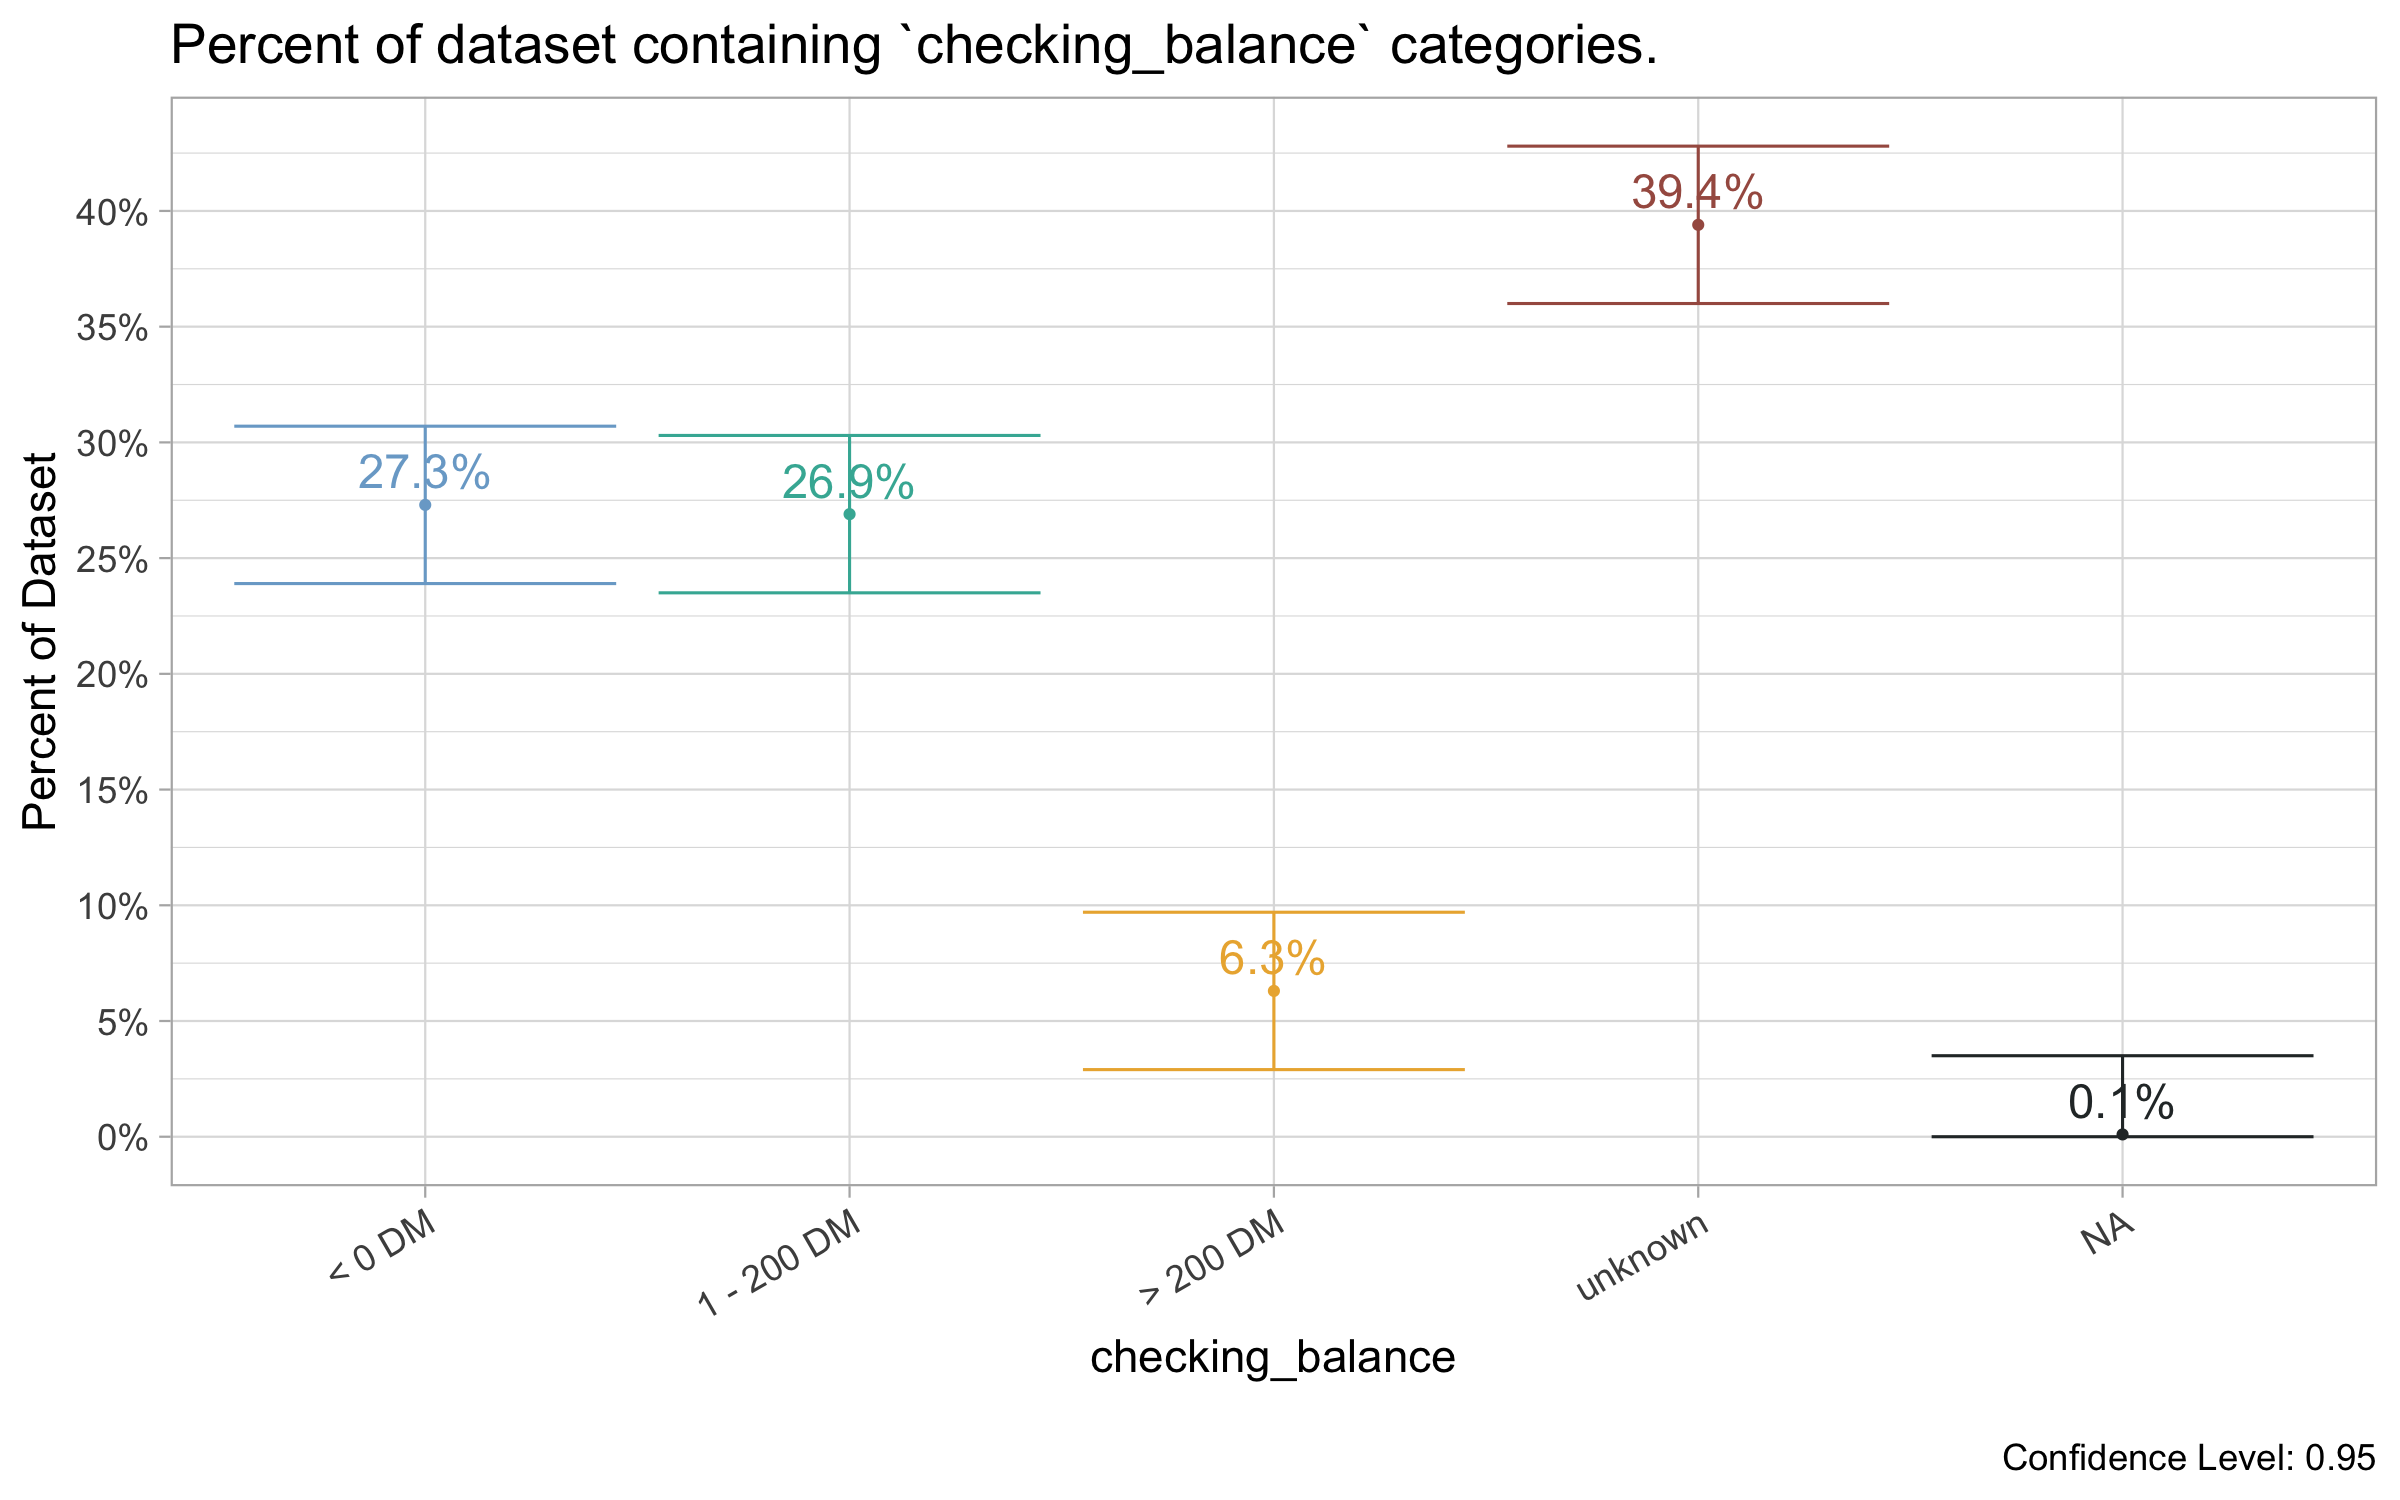 Percent of dataset containing `checking_balance` categories.
Percent of Dataset
40%
35%
30%
25%
20%
15%
10%
5%
0%
27.3%
26.9%
6.3%
39.4%
0.1%
< 0 DM
1 - 200 DM
> 200 DM
unknown
NA
checking_balance
Confidence Level: 0.95